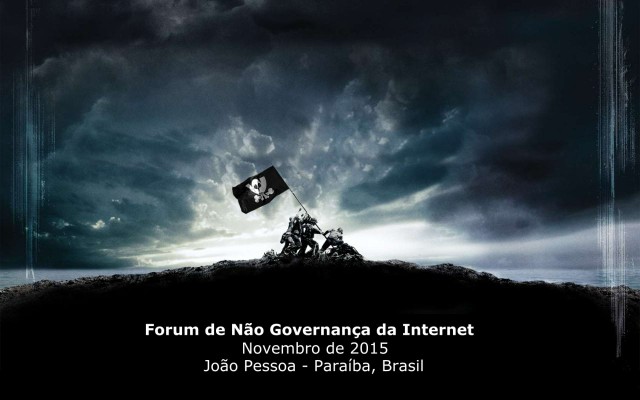 Forum de Não Governança da Internet
Novembro de 2015
João Pessoa - Paraíba, Brasil